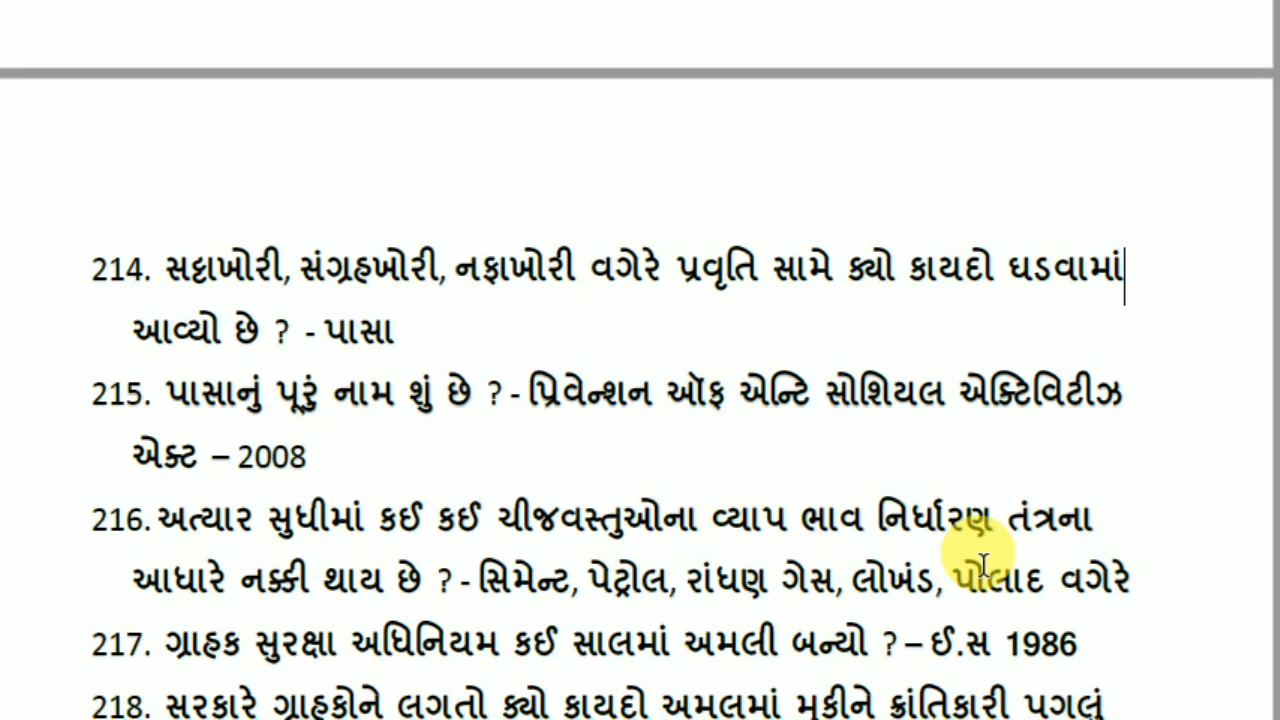 214. સટ્ટાખોરી, સંગ્રહખોરી, નફાખોરી વગેરે પ્રવૃતિ સામે ક્યો કાયદો ઘડવામાં
આવ્યો છે ? - પાસા
215. પાસાનું પૂરું નામ શું છે ? - પ્રિવેન્શન ઑફ એન્ટિ સોશિયલ એક્ટિવિટીઝ
એક્ટ – 2008
216. અત્યાર સુધીમાં કઈ કઈ ચીજવસ્તુઓના વ્યાપ ભાવ નિર્ધારણ તંત્રના
આધારે નક્કી થાય છે ? - સિમેન્ટ, પેટ્રોલ, રાંધણ ગેસ, લોખંડ, પોલાદ વગેરે
217. ગ્રાહક સુરક્ષા અધિનિયમ કઈ સાલમાં અમલી બન્યો ? – ઈ.સ 1986
218. સરકારે ગ્રાહકોને લગતો ક્યો કાયદો અમલમાં મૂકીને ક્રાંતિકારી પગલું